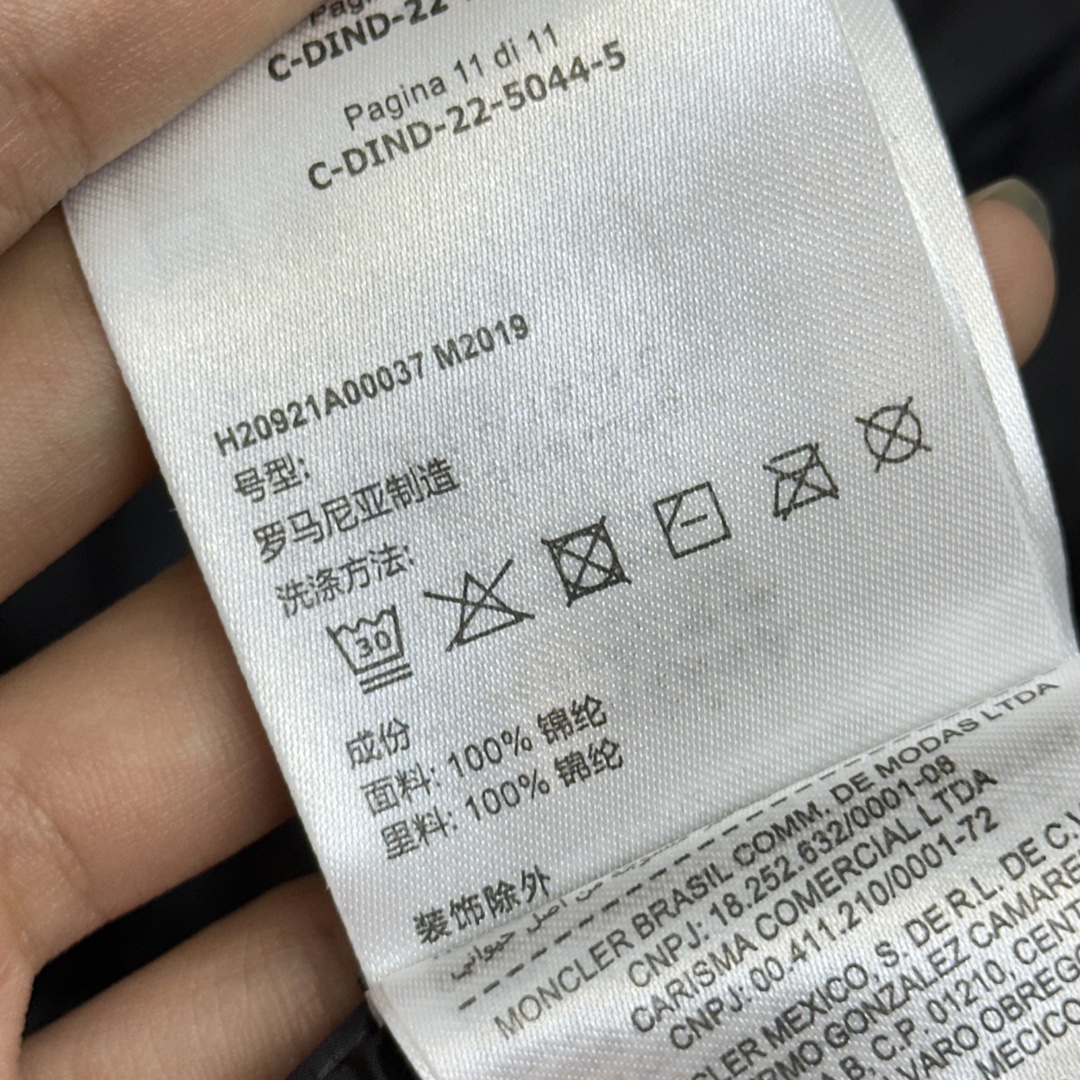 C-DIND-22
Pagina 11 di 11
C-DIND-22-5044-5
H20921A00037 M2019
号型:
罗马尼亚制造
洗涤方法:
30
成份
面料: 100% 锦纶
里料: 100% 锦纶
装饰除外
MONCLER BRASIL COMM. DE MODAS LTDA
CNPJ: 18.252.632/0001-08
CARISMA COMERCIAL LTDA
CNPJ: 00.411.210/0001-72
MEXICO, S. DE R.L. DE C.V
GONZALEZ
C.P. 01210,